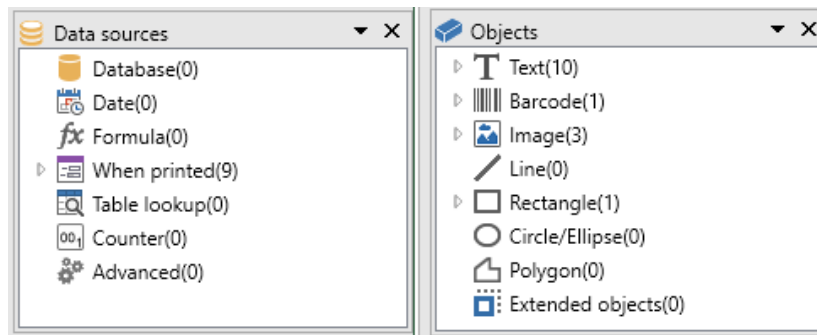 Data sources
Database(0)
Date(0)
Formula(0)
When printed(9)
Table lookup(0)
Counter(0)
Advanced(0)
Objects
Text(10)
Barcode(1)
Image(3)
Line(0)
Rectangle(1)
Circle/Ellipse(0)
Polygon(0)
Extended objects(0)